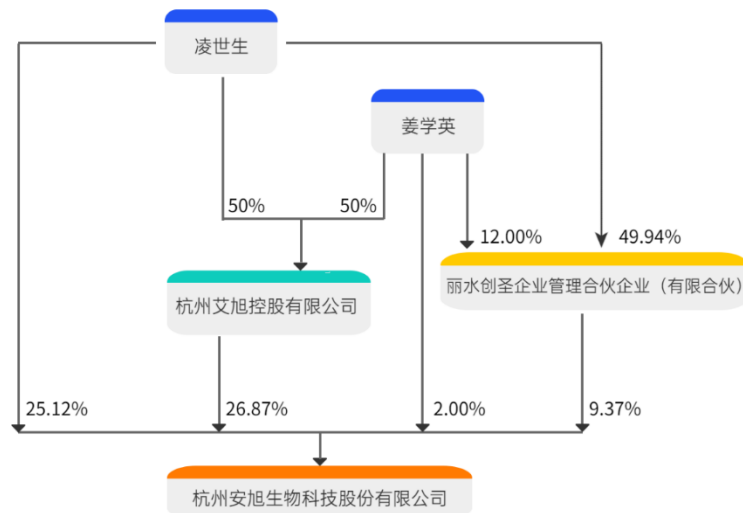 凌世生
姜学英
50%
50%
12.00%
49.94%
杭州艾旭控股有限公司
丽水创圣企业管理合伙企业（有限合伙）
25.12%
26.87%
2.00%
9.37%
杭州安旭生物科技股份有限公司